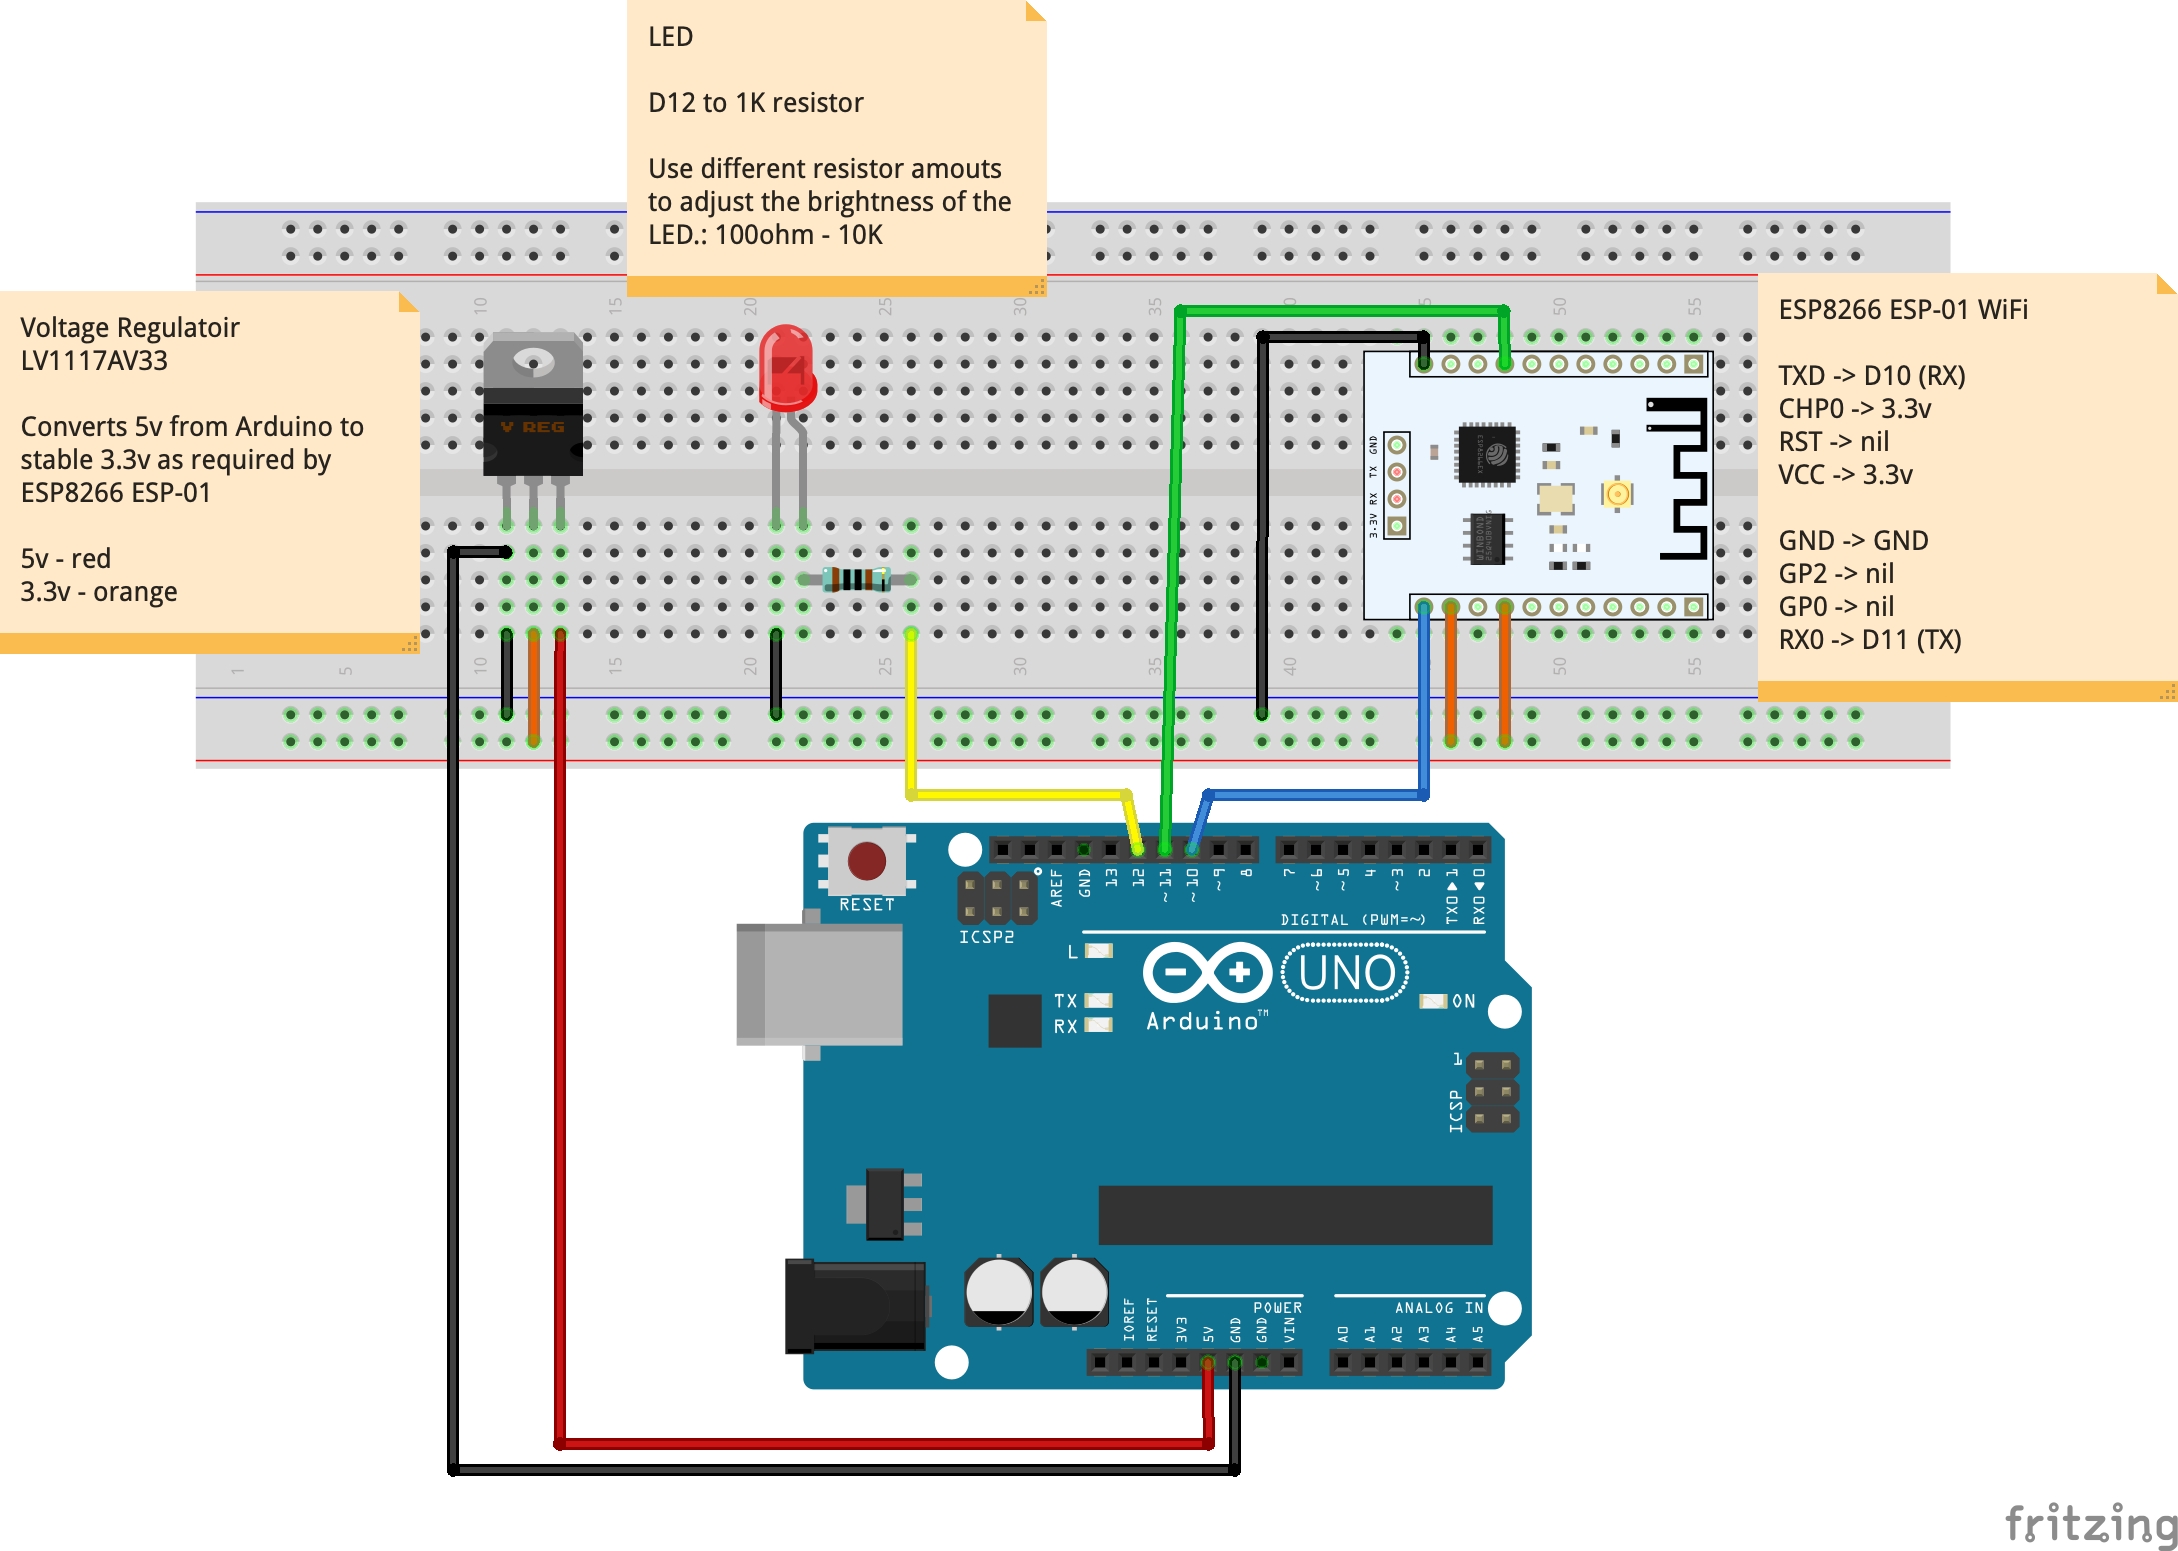 LED
D12 to 1K resistor
Use different resistor amouts
to adjust the brightness of the
LED.: 100ohm - 10K
Voltage Regulatoir
LV1117AV33
Converts 5v from Arduino to
stable 3.3v as required by
ESP8266 ESP-01
5v - red
3.3v - orange
ESP8266 ESP-01 WiFi
TXD -> D10 (RX)
CHP0 -> 3.3v
RST -> nil
VCC -> 3.3v
GND -> GND
GP2 -> nil
GP0 -> nil
RX0 -> D11 (TX)
10
15
20
25
30
35
40
5
50
55
V REG
GND
TX
RX
3.3V
WINBOND
1
5
10
15
20
25
30
35
40
50
55
RESET
ICSP2
AREF
GND
13
12
~11
~10
~9
8
7
~6
~5
4
~3
2
TX0▶1
RX0◀0
DIGITAL (PWM=~)
L
TX
RX
UNO
Arduino™
ON
1
ICSP
IOREF
RESET
3V3
5V
GND
GND
VIN
POWER
ANALOG IN
A0
A1
A2
A3
A4
A5
fritzing